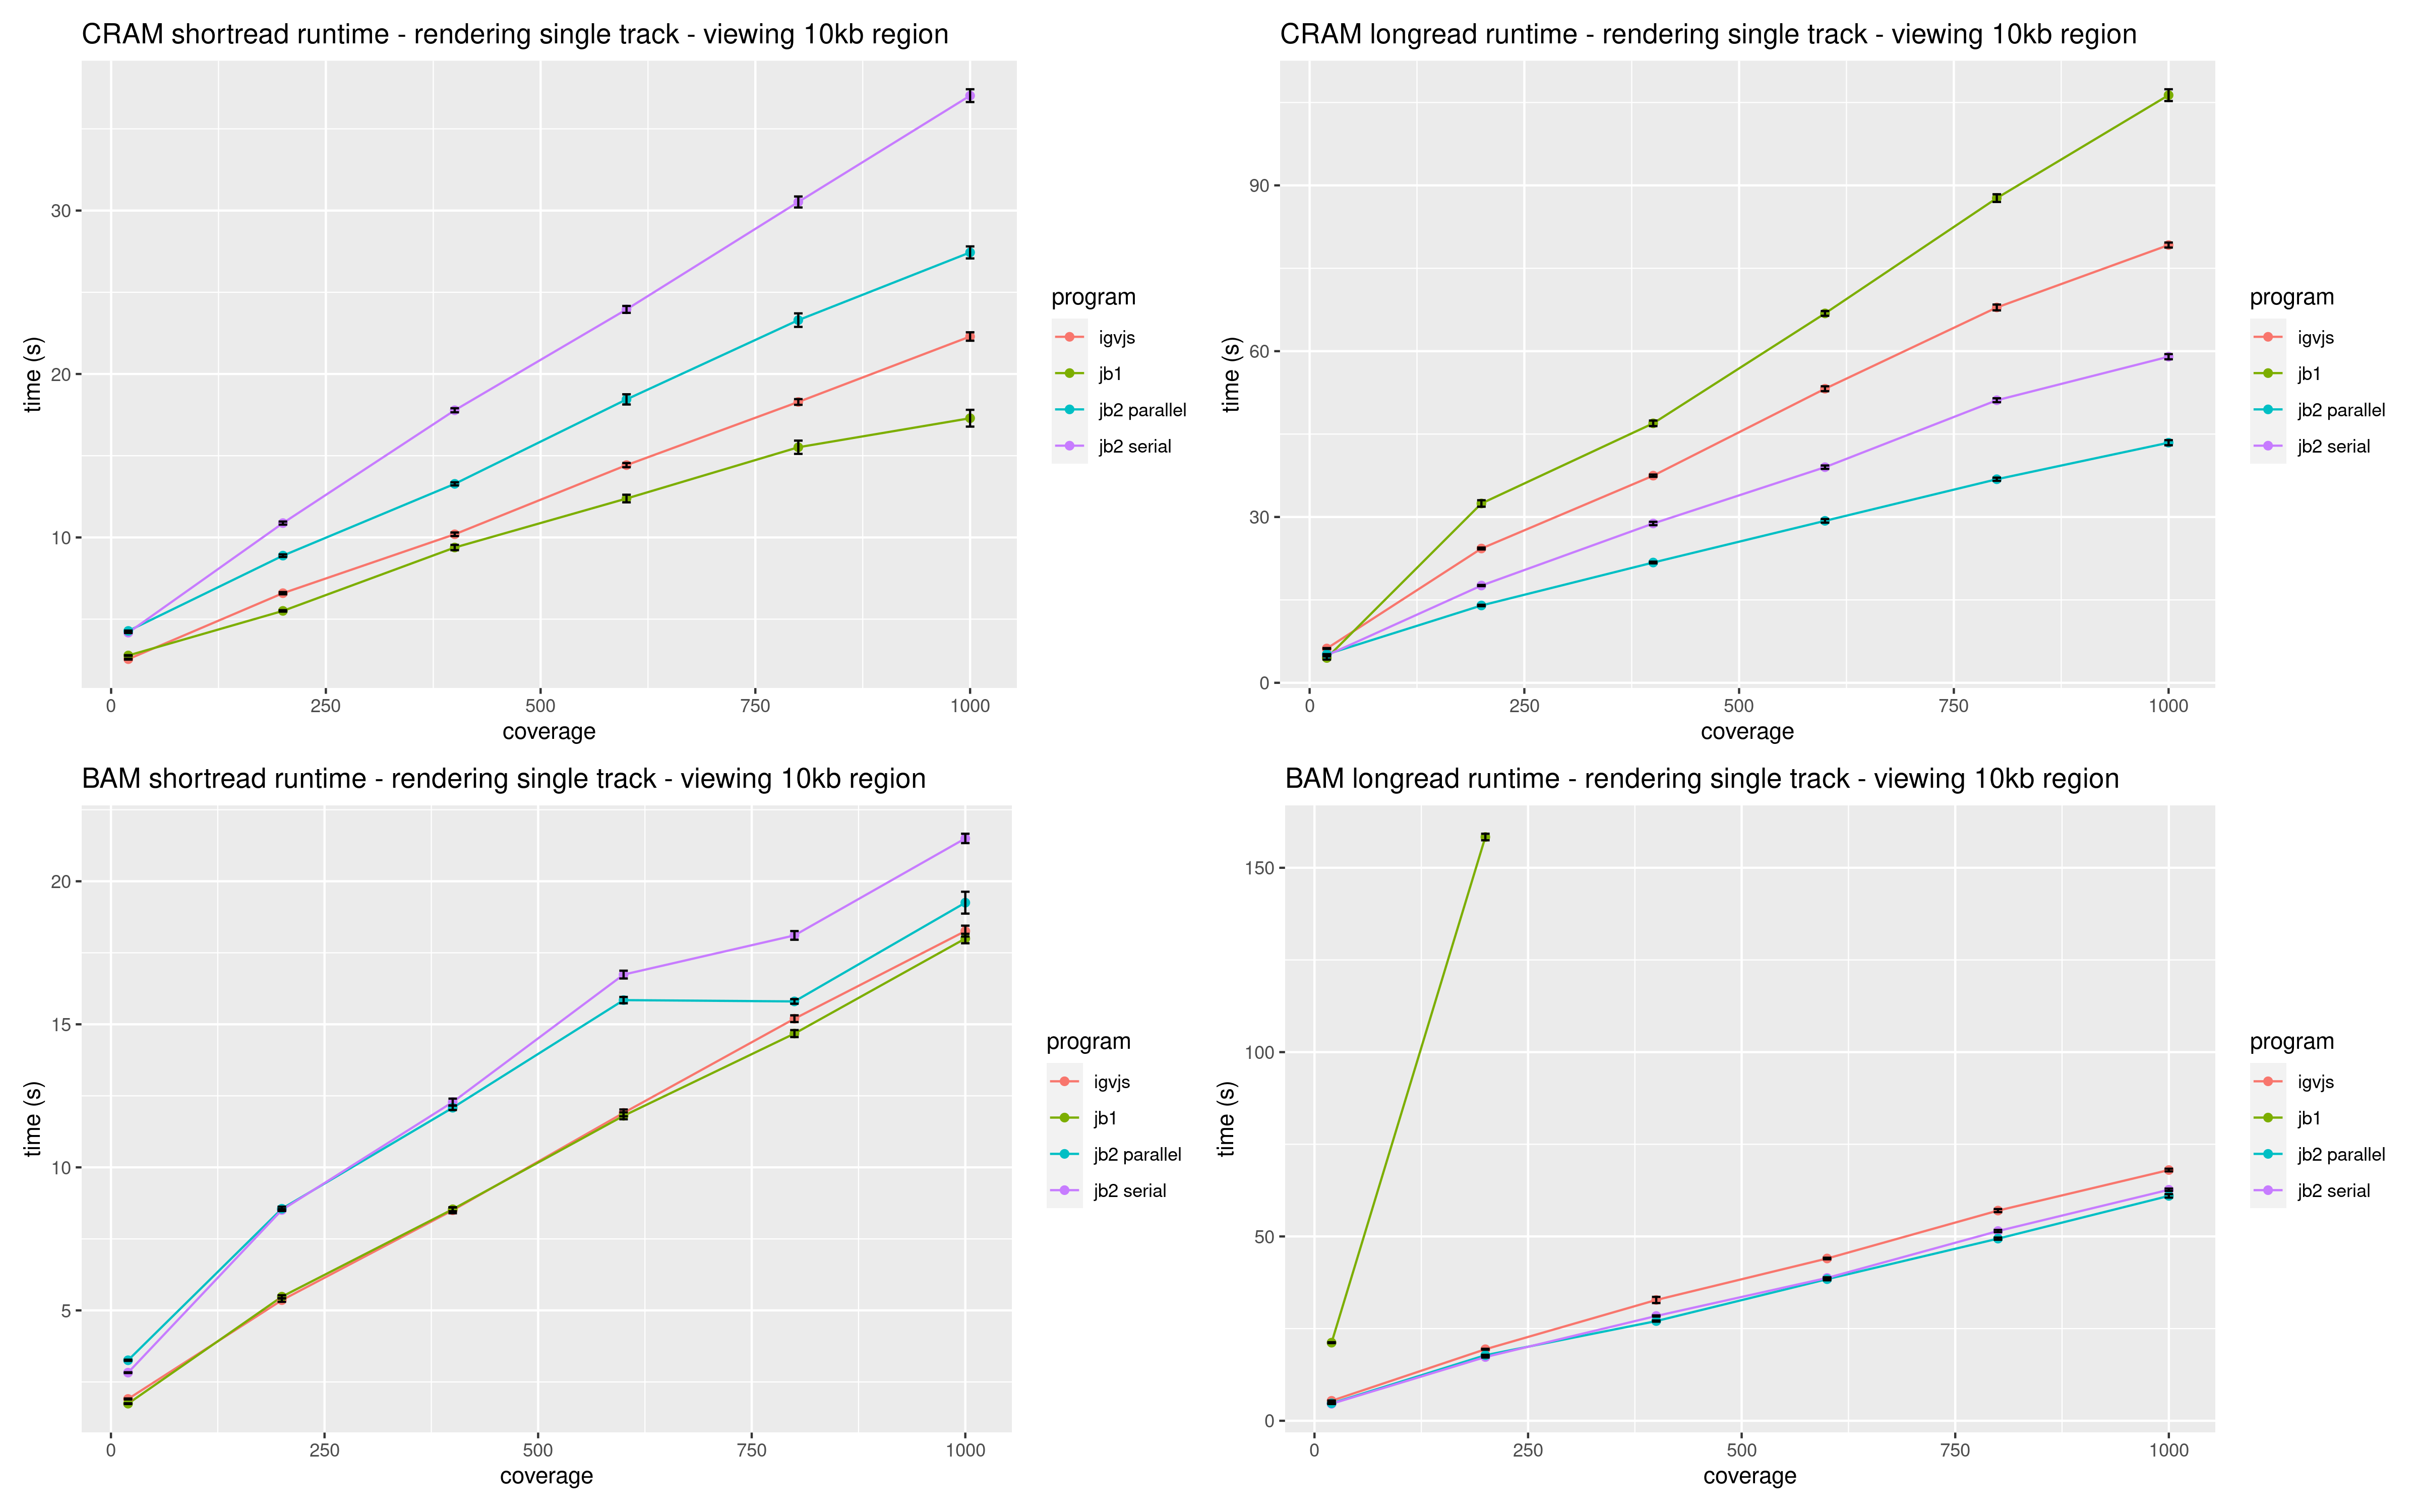 CRAM shortread runtime - rendering single track - viewing 10kb region
30
20
10
time (s)
0 250 500 750 1000
coverage
program
igvjs
jb1
jb2 parallel
jb2 serial
CRAM longread runtime - rendering single track - viewing 10kb region
90
60
30
0
time (s)
0 250 500 750 1000
coverage
program
igvjs
jb1
jb2 parallel
jb2 serial
BAM shortread runtime - rendering single track - viewing 10kb region
20
15
10
5
time (s)
0 250 500 750 1000
coverage
program
igvjs
jb1
jb2 parallel
jb2 serial
BAM longread runtime - rendering single track - viewing 10kb region
150
100
50
0
time (s)
0 250 500 750 1000
coverage
program
igvjs
jb1
jb2 parallel
jb2 serial